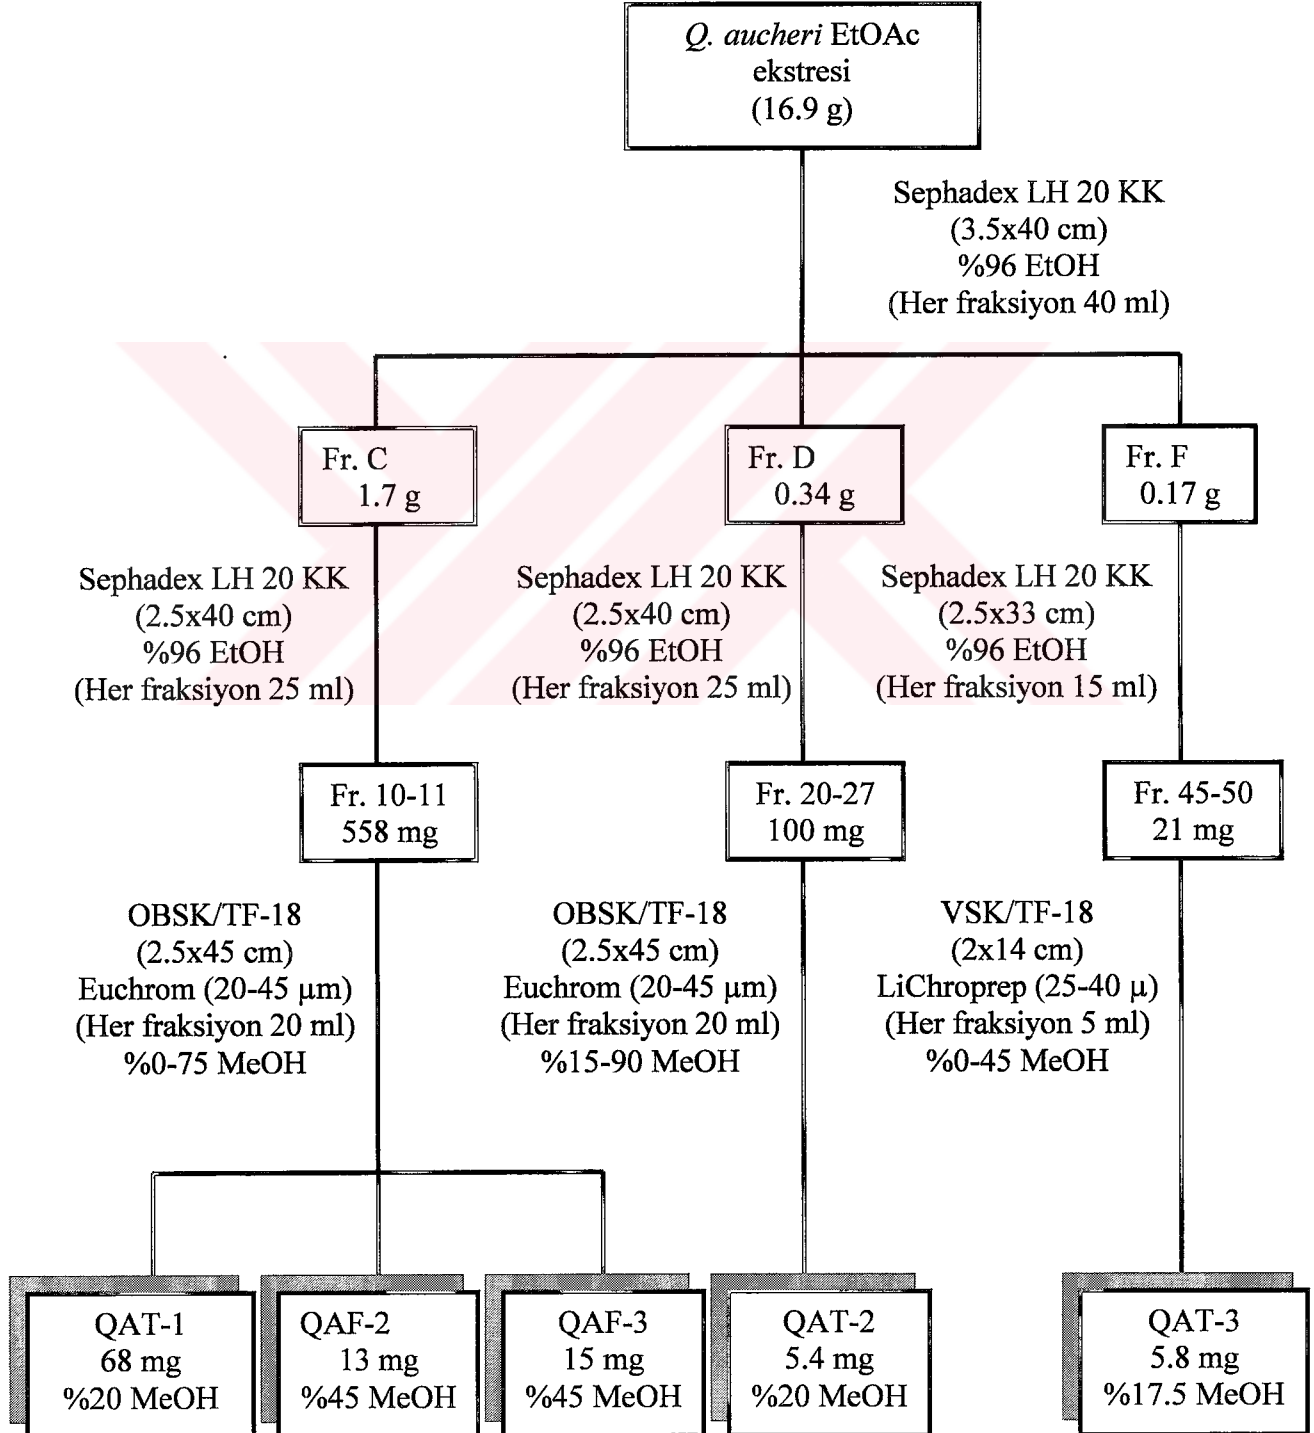 Q. aucheri EtOAc
ekstresi
(16.9 g)
Sephadex LH 20 KK
(3.5x40 cm)
%96 EtOH
(Her fraksiyon 40 ml)
Fr. C
1.7 g
Fr. D
0.34 g
Fr. F
0.17 g
Sephadex LH 20 KK
(2.5x40 cm)
%96 EtOH
(Her fraksiyon 25 ml)
Sephadex LH 20 KK
(2.5x40 cm)
%96 EtOH
(Her fraksiyon 25 ml)
Sephadex LH 20 KK
(2.5x33 cm)
%96 EtOH
(Her fraksiyon 15 ml)
Fr. 10-11
558 mg
Fr. 20-27
100 mg
Fr. 45-50
21 mg
OBSK/TF-18
(2.5x45 cm)
Euchrom (20-45 µm)
(Her fraksiyon 20 ml)
%0-75 MeOH
OBSK/TF-18
(2.5x45 cm)
Euchrom (20-45 µm)
(Her fraksiyon 20 ml)
%15-90 MeOH
VSK/TF-18
(2x14 cm)
LiChroprep (25-40 µ)
(Her fraksiyon 5 ml)
%0-45 MeOH
QAT-1
68 mg
%20 MeOH
QAF-2
13 mg
%45 MeOH
QAF-3
15 mg
%45 MeOH
QAT-2
5.4 mg
%20 MeOH
QAT-3
5.8 mg
%17.5 MeOH